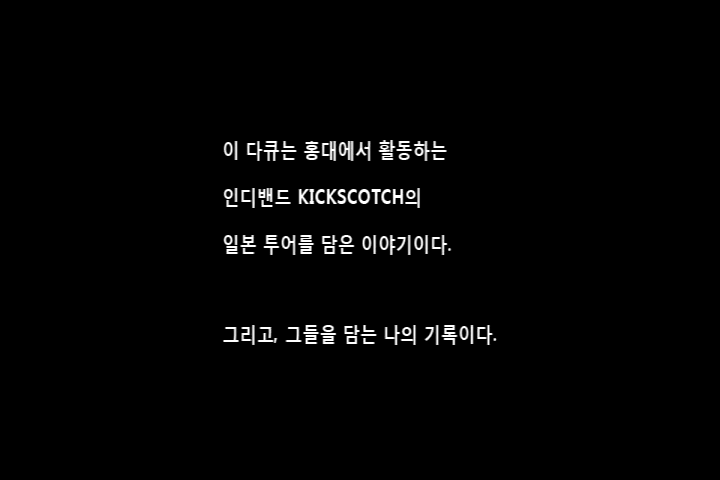 이 다큐는 홍대에서 활동하는
인디밴드 KICKSCOTCH의
일본 투어를 담은 이야기이다.
그리고, 그들을 담는 나의 기록이다.